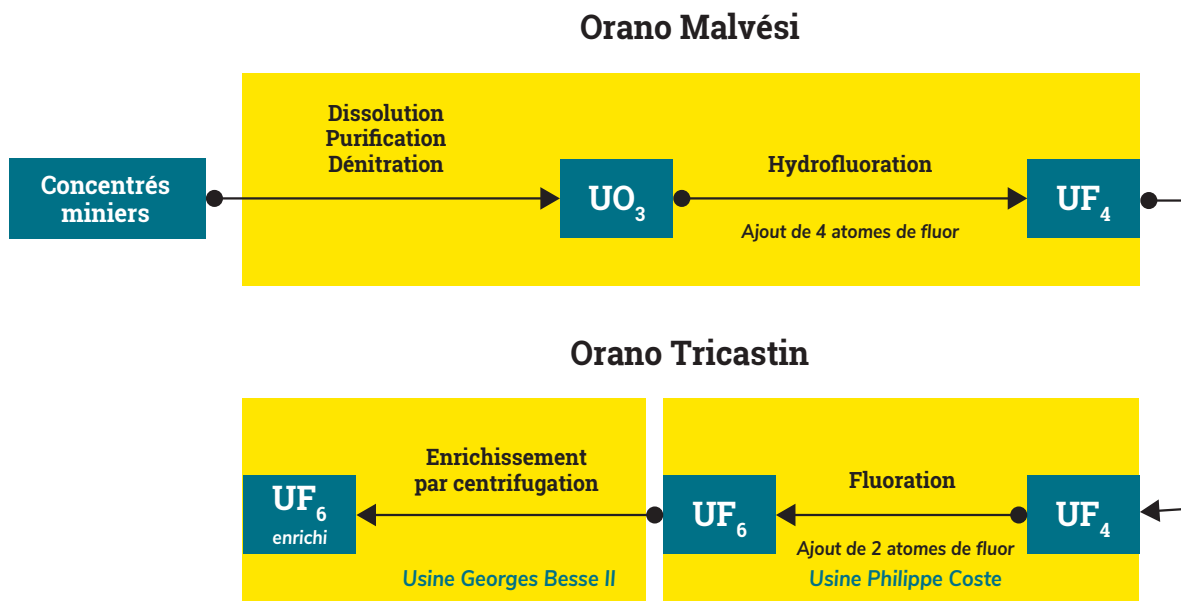 Orano Malvési
Dissolution
Purification
Dénitration
Concentrés
miniers
UO₃
Hydrofluoration
Ajout de 4 atomes de fluor
UF₄
Orano Tricastin
UF₆
enrichi
Enrichissement
par centrifugation
Usine Georges Besse II
UF₆
Fluoration
Ajout de 2 atomes de fluor
Usine Philippe Coste
UF₄